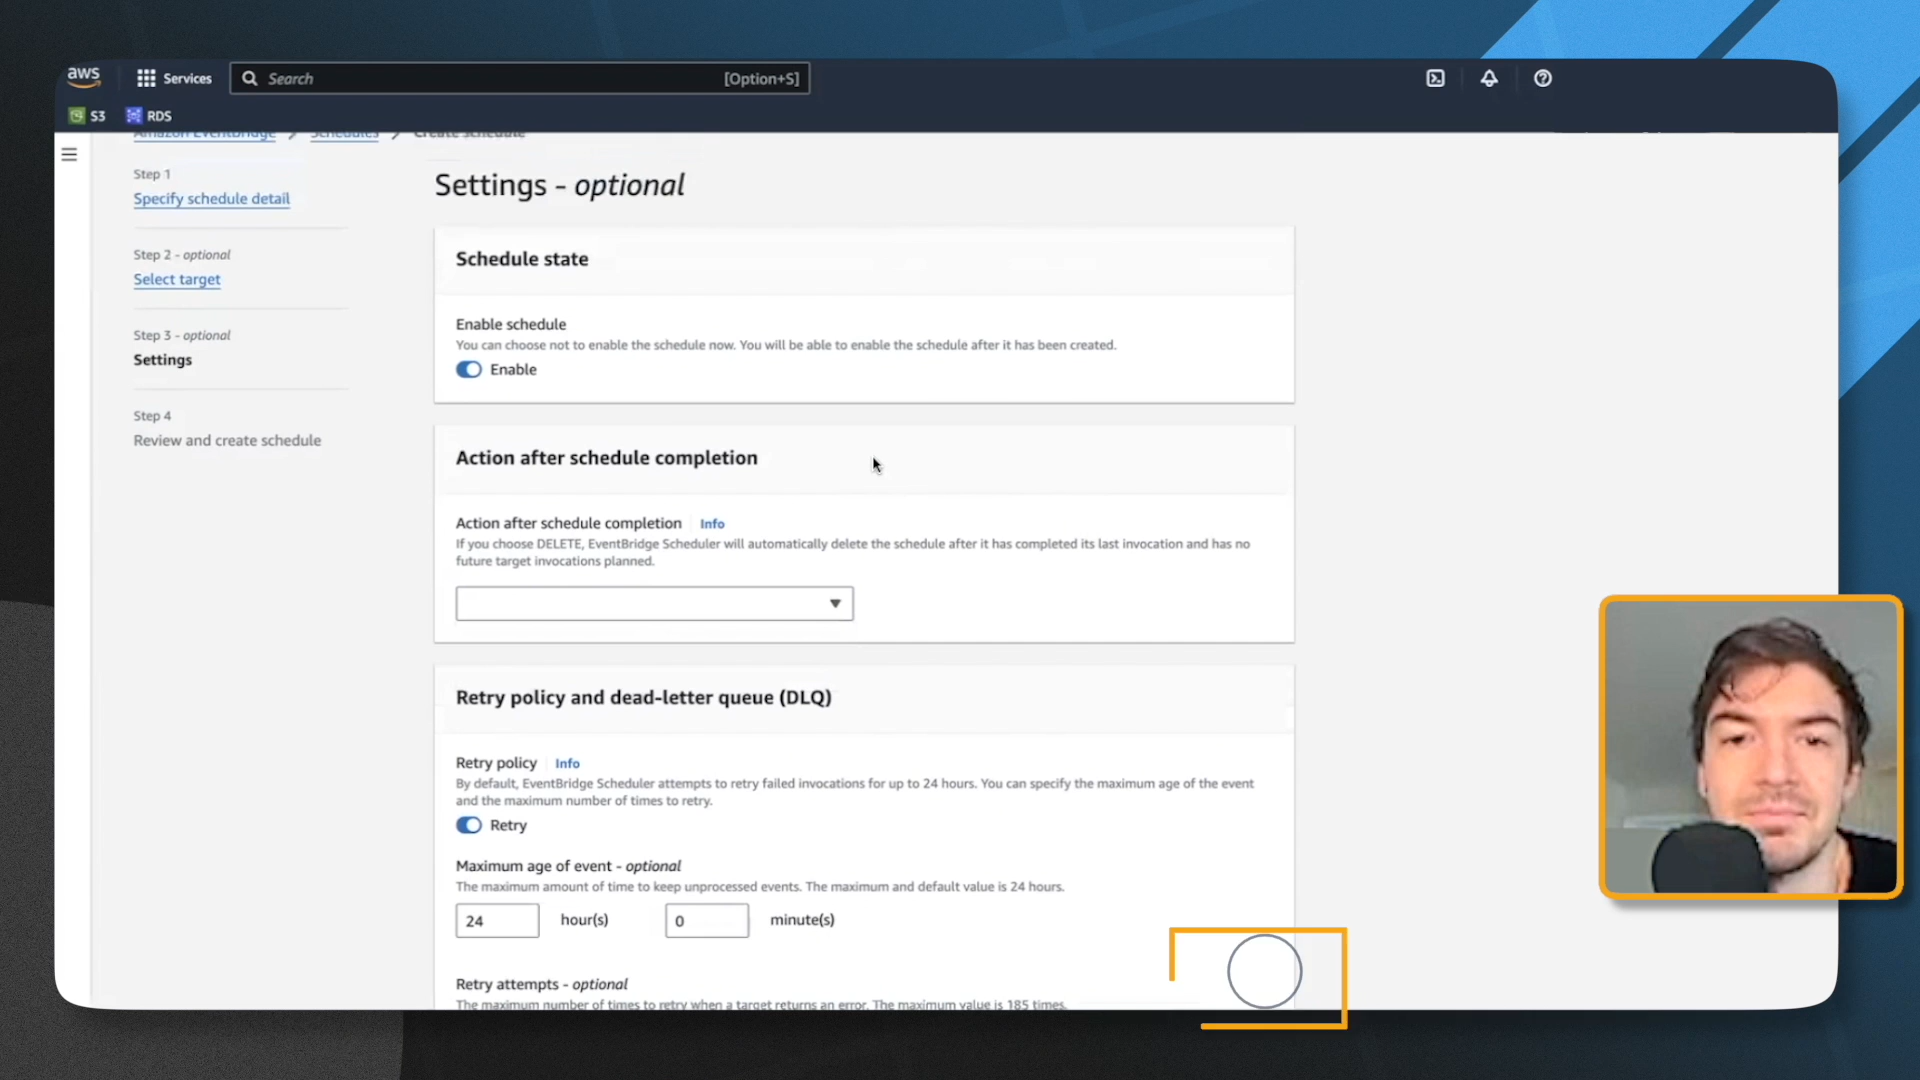 aws
Services
Search
[Option+S]
S3
RDS
Amazon EventBridge
Schedules
Create schedule
Step 1
Specify schedule detail
Step 2 - optional
Select target
Step 3 - optional
Settings
Step 4
Review and create schedule
Settings - optional
Schedule state
Enable schedule
You can choose not to enable the schedule now. You will be able to enable the schedule after it has been created.
Enable
Action after schedule completion
Action after schedule completion
Info
If you choose DELETE, EventBridge Scheduler will automatically delete the schedule after it has completed its last invocation and has no
future target invocations planned.
Retry policy and dead-letter queue (DLQ)
Retry policy
Info
By default, EventBridge Scheduler attempts to retry failed invocations for up to 24 hours. You can specify the maximum age of the event
and the maximum number of times to retry.
Retry
Maximum age of event - optional
The maximum amount of time to keep unprocessed events. The maximum and default value is 24 hours.
24
hour(s)
0
minute(s)
Retry attempts - optional
The maximum number of times to retry when a target returns an error. The maximum value is 185 times.